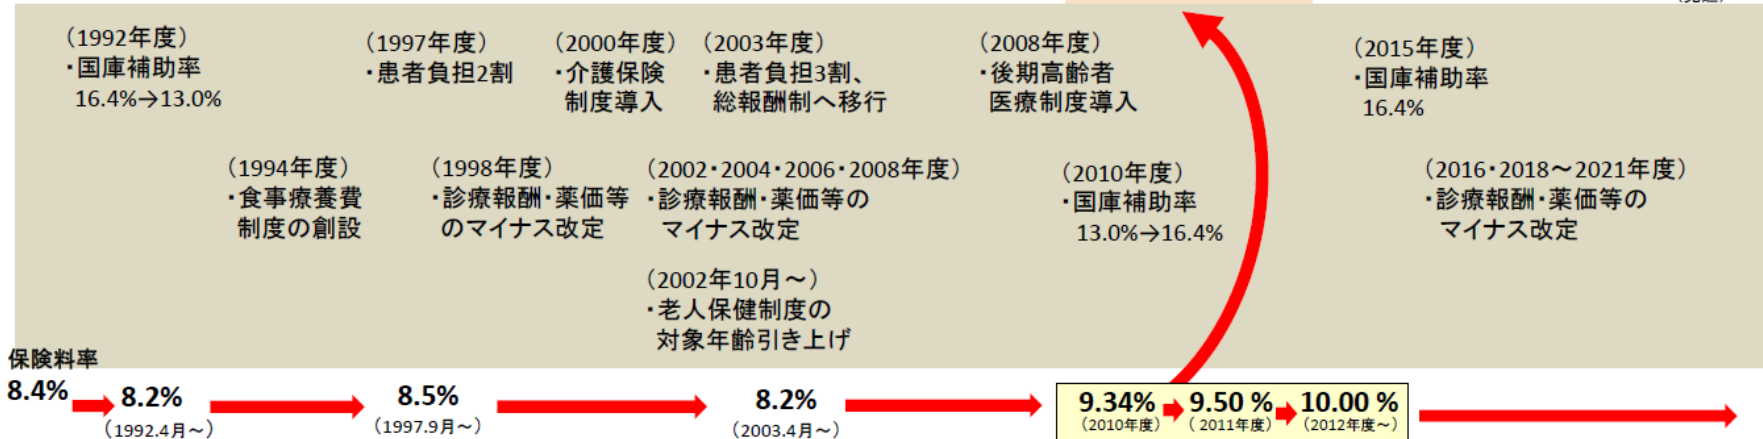 (1992年度)
・国庫補助率
16.4%→13.0%
(1997年度)
・患者負担2割
(2000年度)
・介護保険
制度導入
(2003年度)
・患者負担3割、
総報酬制へ移行
(2008年度)
・後期高齢者
医療制度導入
(2015年度)
・国庫補助率
16.4%
(1994年度)
・食事療養費
制度の創設
(1998年度)
・診療報酬・薬価等
のマイナス改定
(2002・2004・2006・2008年度)
・診療報酬・薬価等の
マイナス改定
(2010年度)
・国庫補助率
13.0%→16.4%
(2016・2018～2021年度)
・診療報酬・薬価等の
マイナス改定
(2002年10月～)
・老人保健制度の
対象年齢引き上げ
保険料率
8.4%
8.2%
(1992.4月～)
8.5%
(1997.9月～)
8.2%
(2003.4月～)
9.34%
(2010年度)
9.50 %
(2011年度)
10.00 %
(2012年度～)